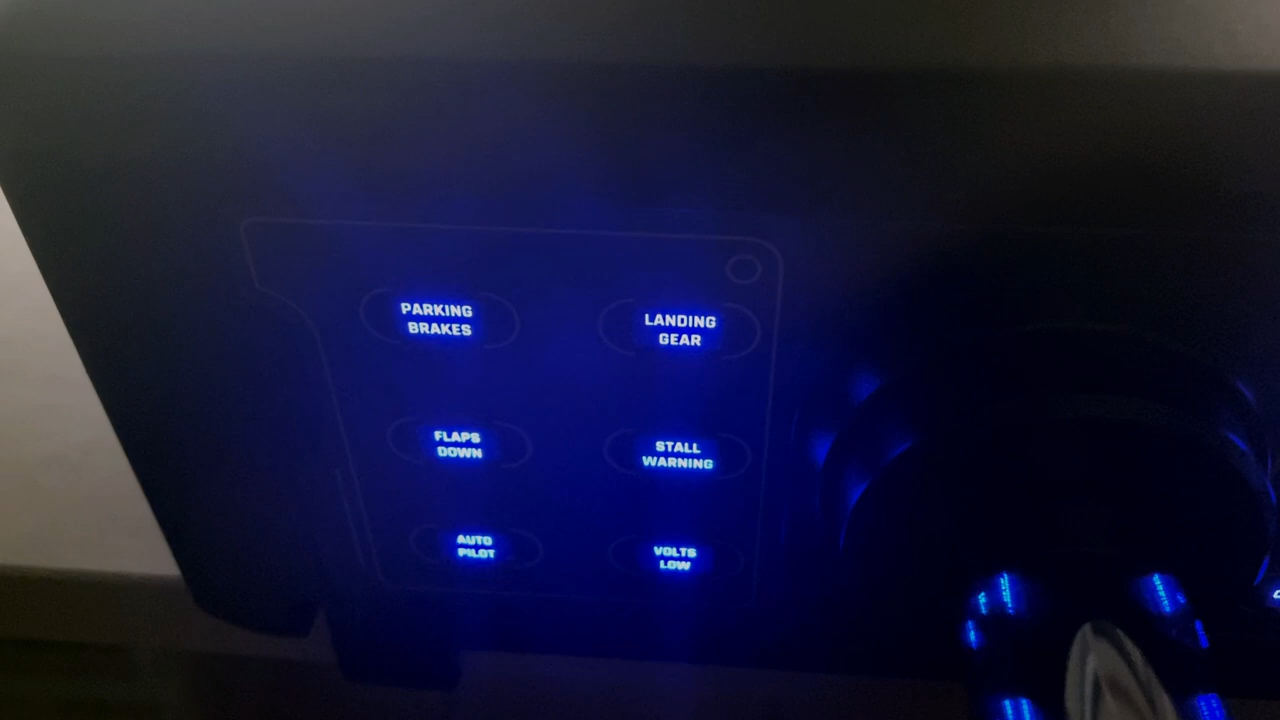 PARKING
BRAKES
LANDING
GEAR
FLAPS
DOWN
STALL
WARNING
AUTO
PILOT
VOLTS
LOW